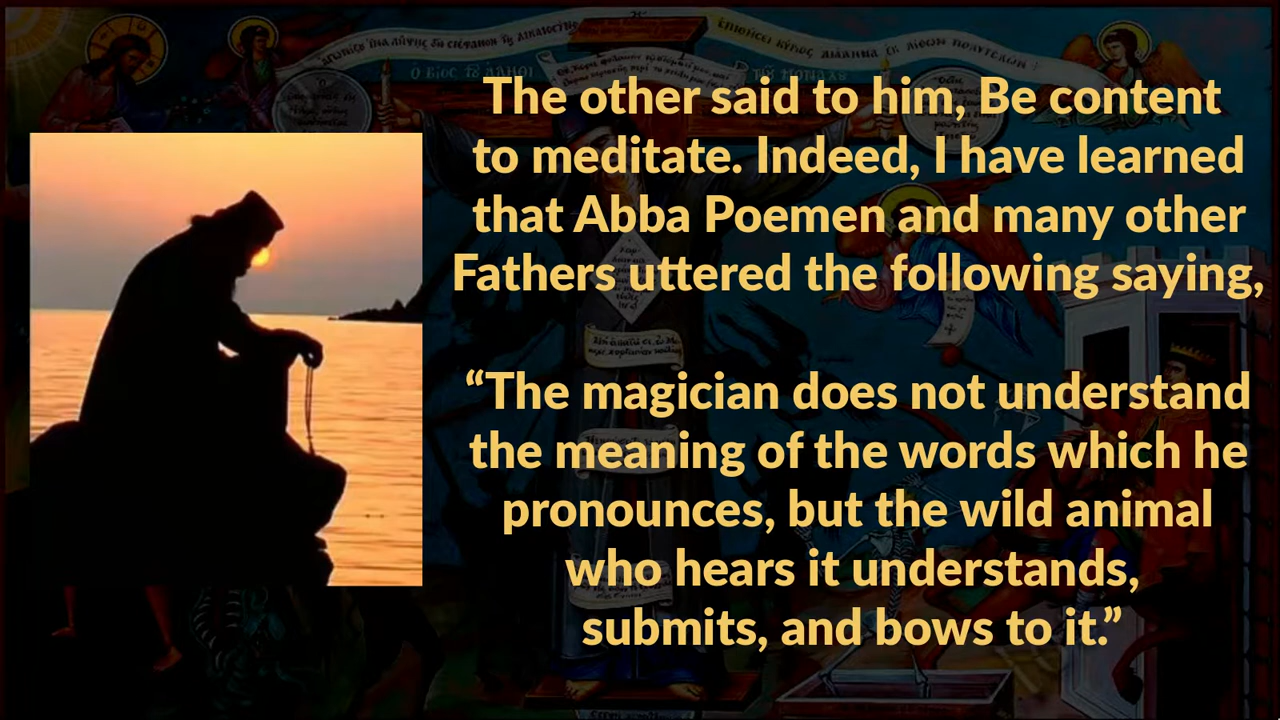 The other said to him, Be content
to meditate. Indeed, I have learned
that Abba Poemen and many other
Fathers uttered the following saying,
“The magician does not understand
the meaning of the words which he
pronounces, but the wild animal
who hears it understands,
submits, and bows to it.”